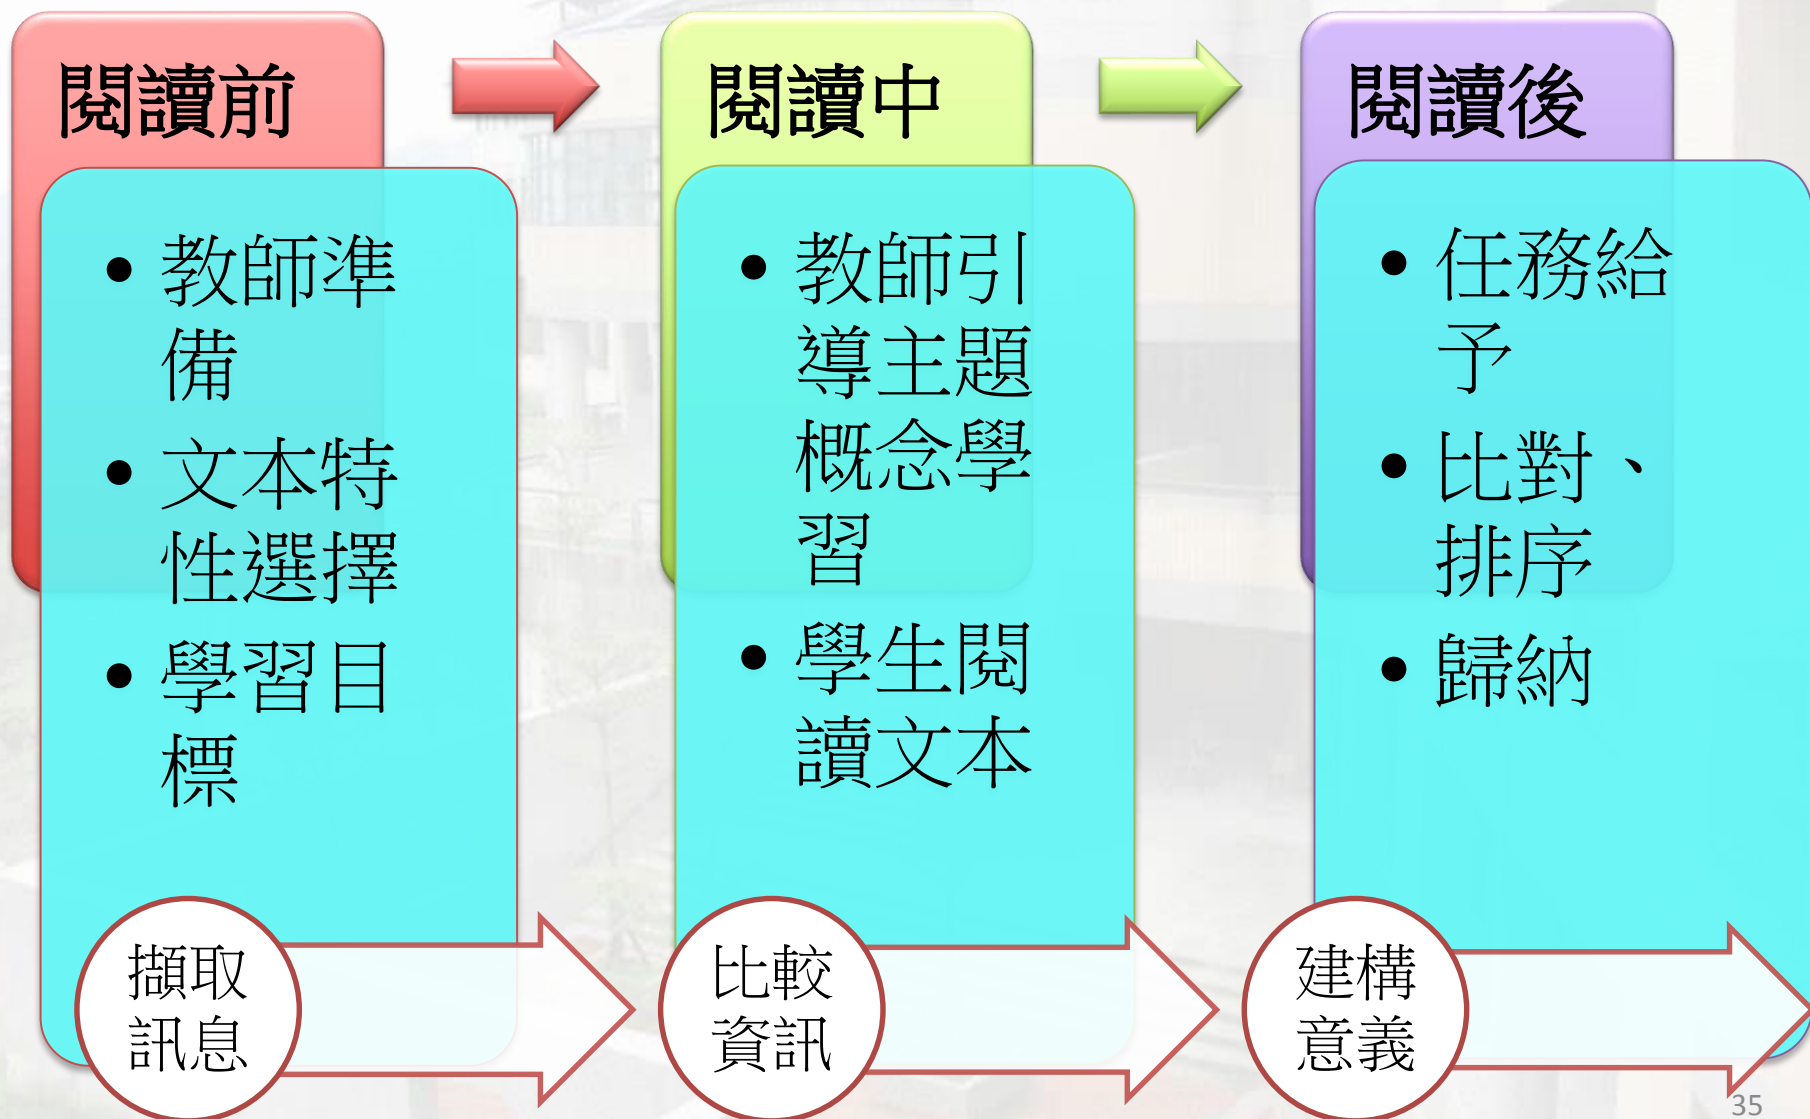 閱讀前
• 教師準
備
• 文本特
性選擇
• 學習目
標
擷取
訊息
閱讀中
• 教師引
導主題
概念學
習
• 學生閱
讀文本
比較
資訊
閱讀後
• 任務給
予
• 比對、
排序
• 歸納
建構
意義
35